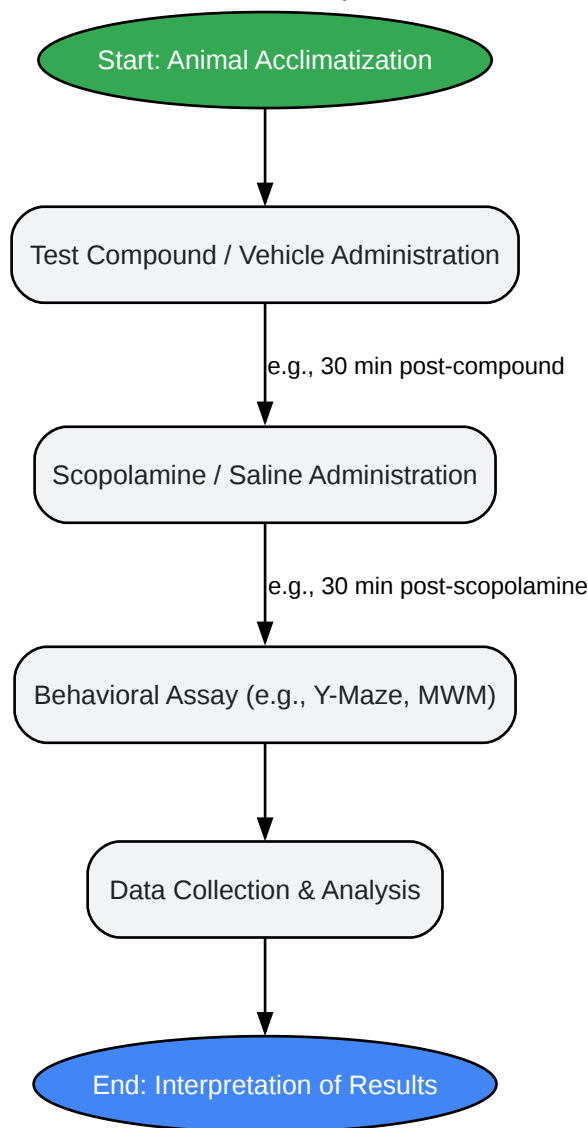 Start: Animal Acclimatization
Test Compound / Vehicle Administration
e.g., 30 min post-compound
Scopolamine / Saline Administration
e.g., 30 min post-scopolamine
Behavioral Assay (e.g., Y-Maze, MWM)
Data Collection & Analysis
End: Interpretation of Results